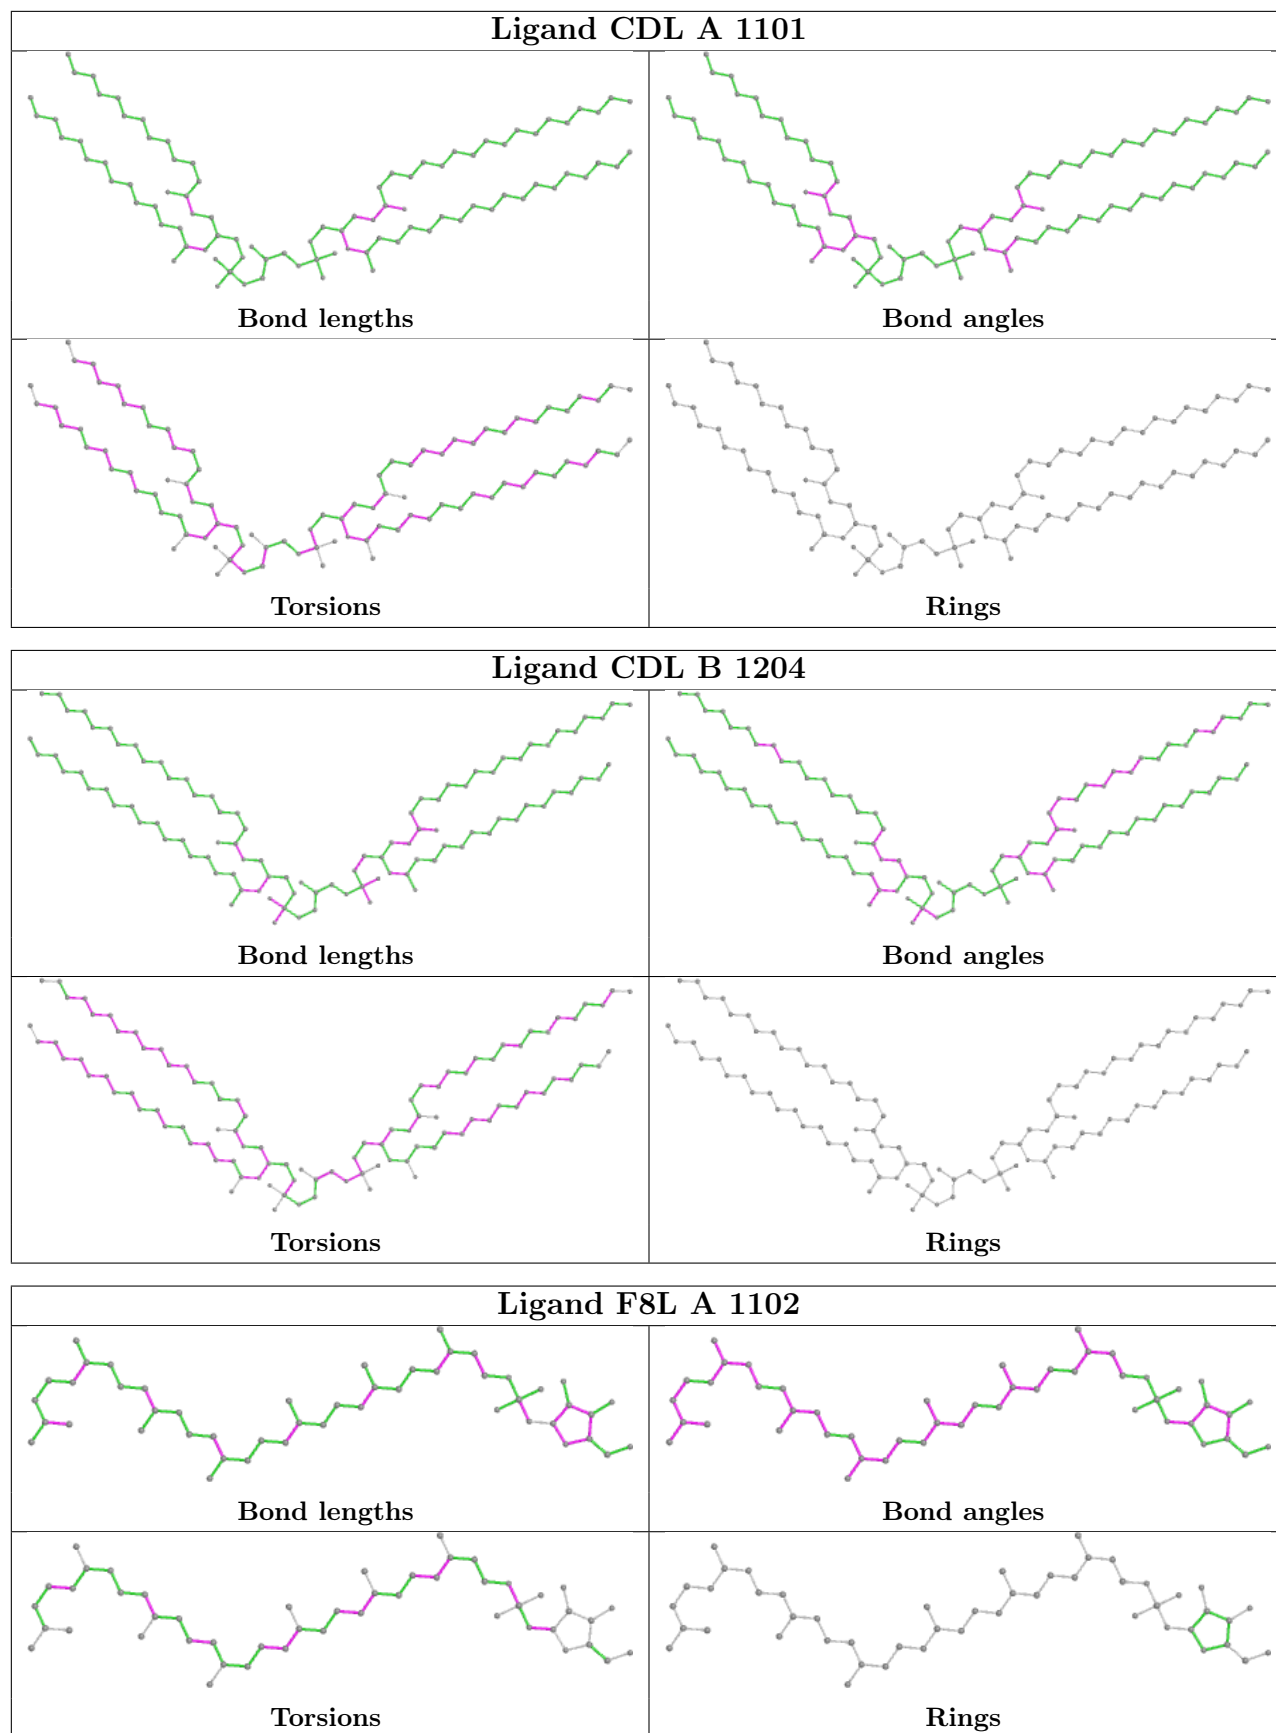 Ligand CDL A 1101
Bond lengths
Bond angles
Torsions
Rings
Ligand CDL B 1204
Bond lengths
Bond angles
Torsions
Rings
Ligand F8L A 1102
Bond lengths
Bond angles
Torsions
Rings